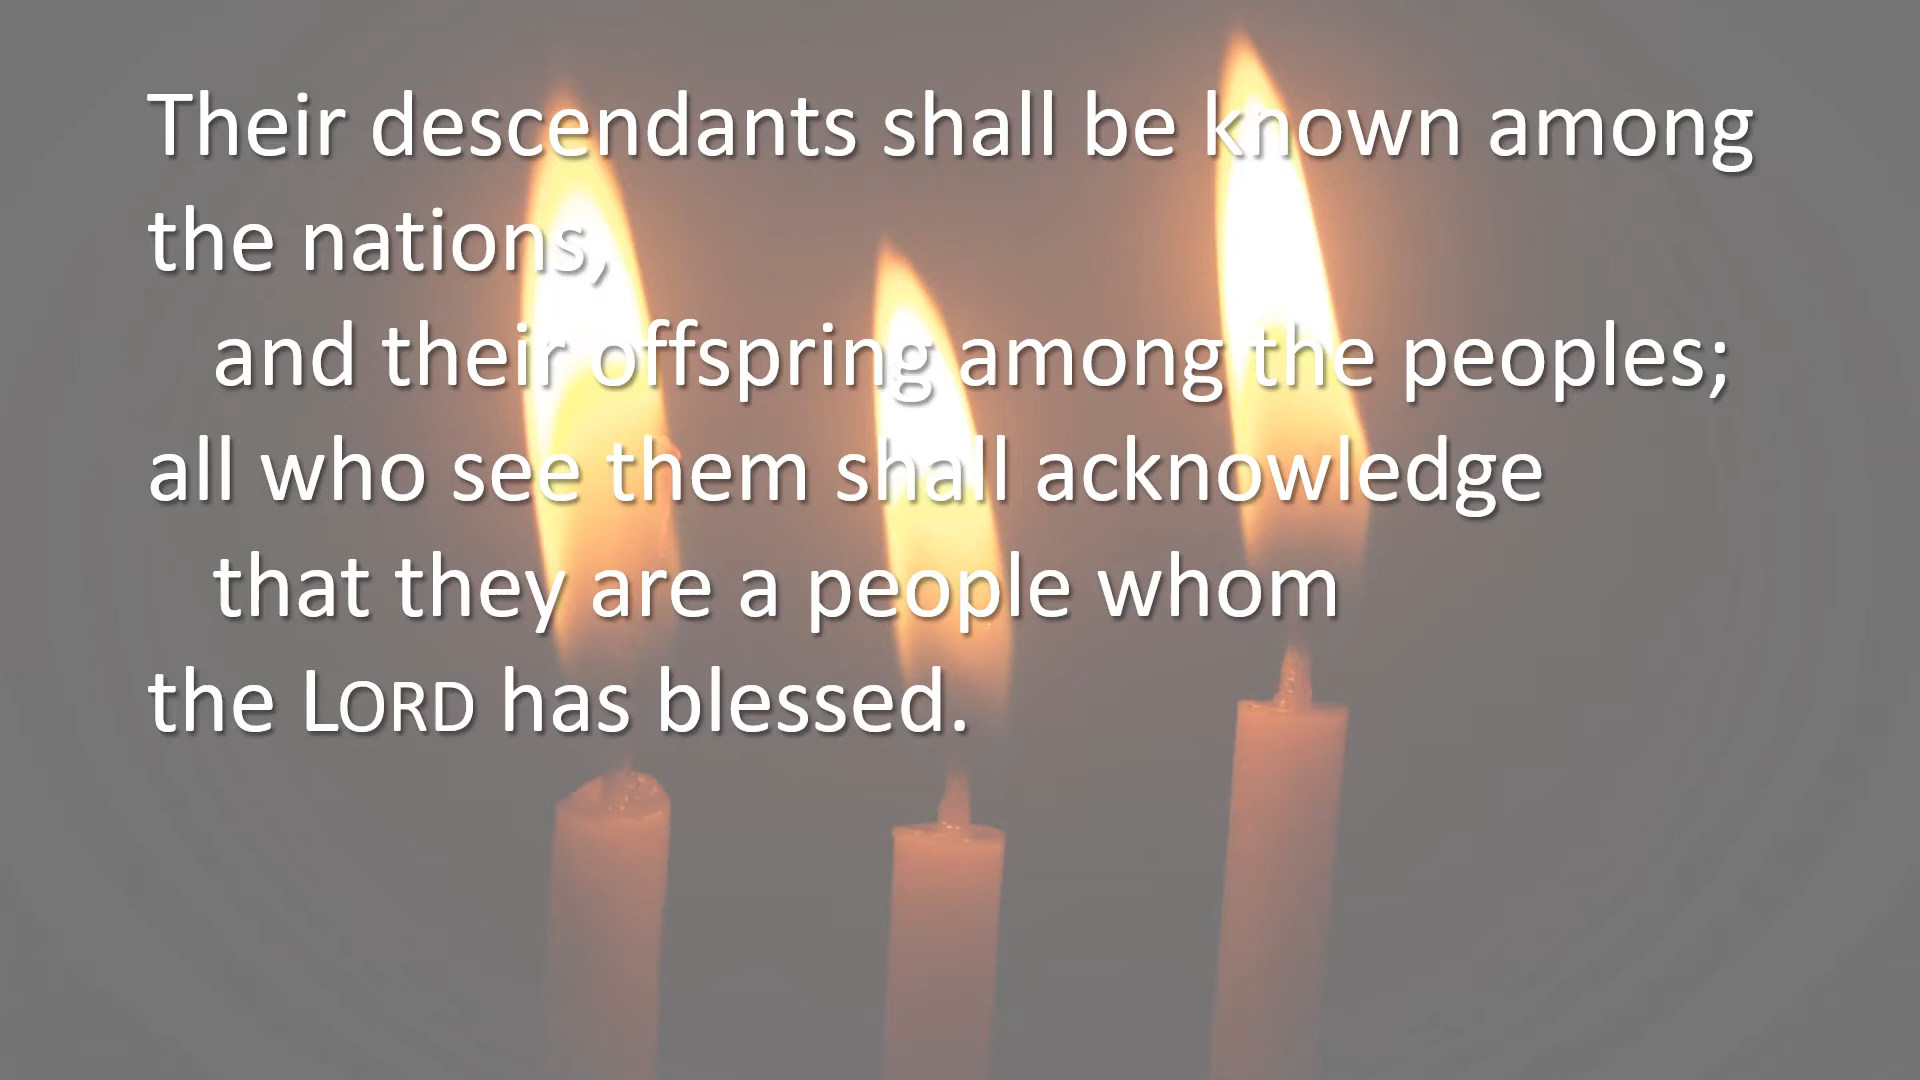 Their descendants shall be known among
the nations,
and their offspring among the peoples;
all who see them shall acknowledge
that they are a people whom
the LORD has blessed.